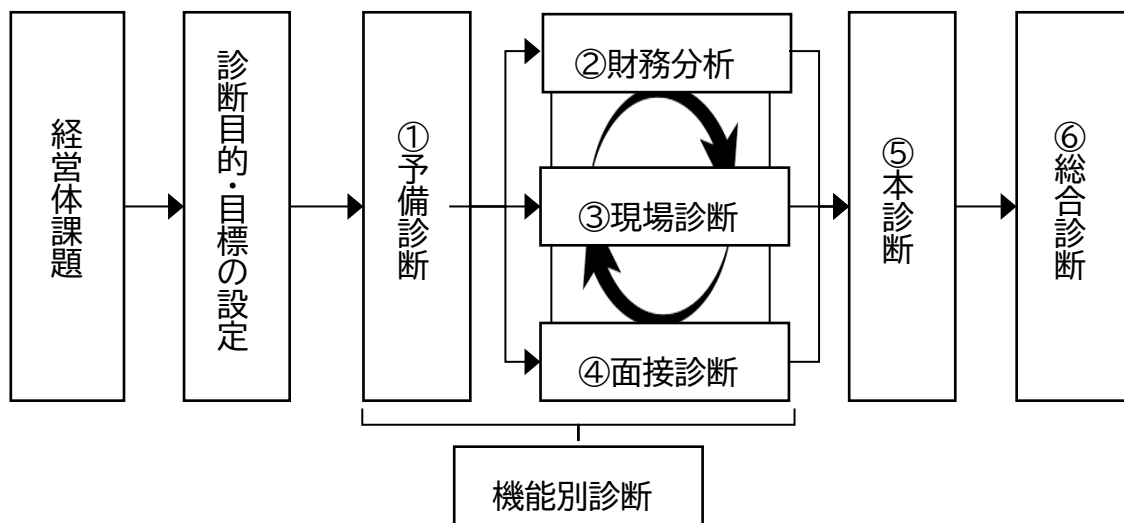 経営体課題
診断目的・目標の設定
①予備診断
②財務分析
③現場診断
④面接診断
⑤本診断
⑥総合診断
機能別診断